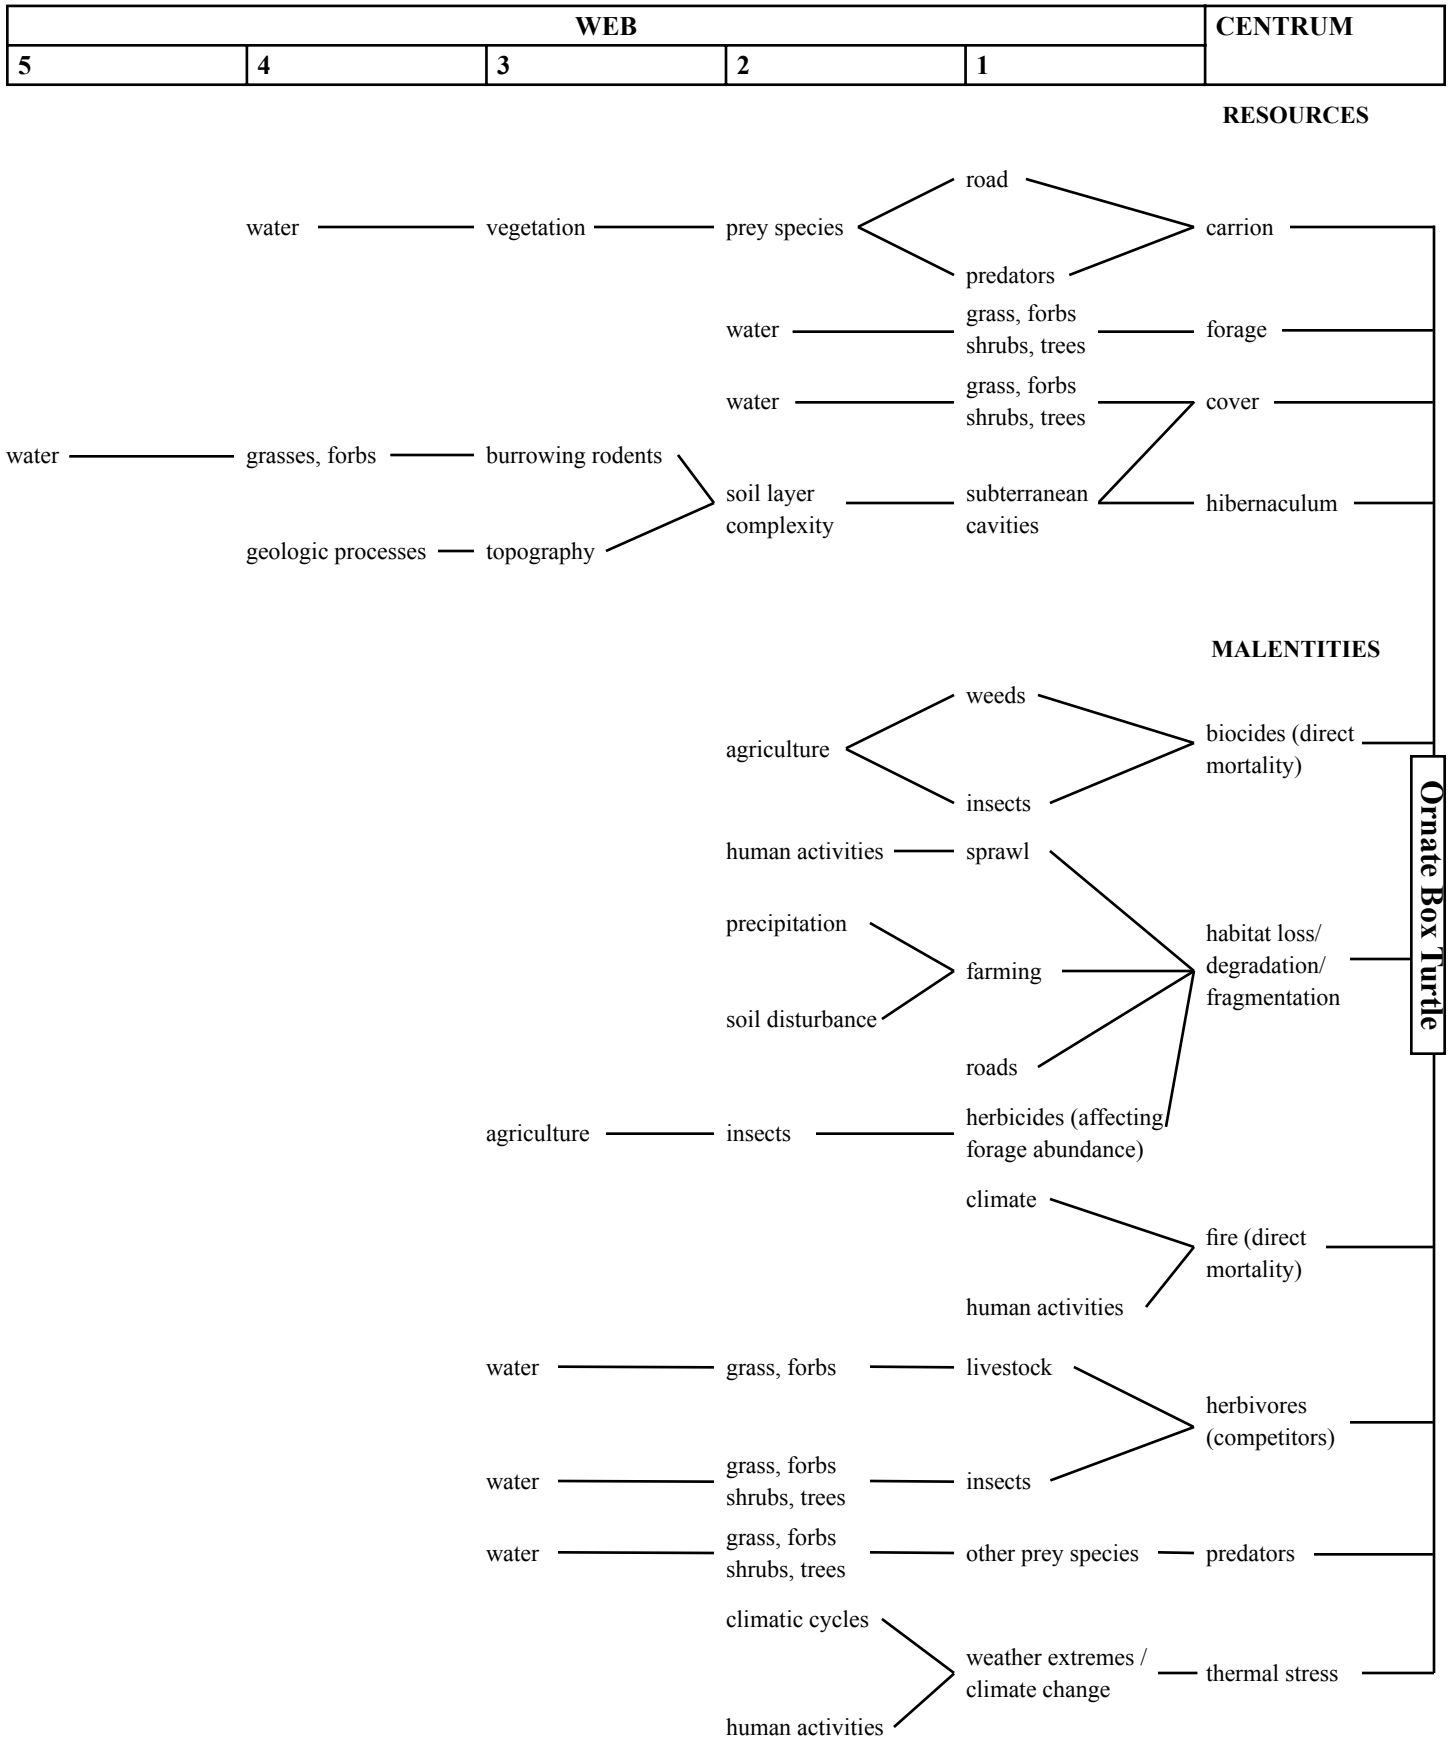 WEB
CENTRUM
5
4
3
2
1
RESOURCES
road
water
vegetation
prey species
carrion
predators
water
grass, forbs
shrubs, trees
forage
water
grass, forbs
shrubs, trees
cover
water
grasses, forbs
burrowing rodents
soil layer
complexity
subterranean
cavities
hibernaculum
geologic processes
topography
MALENTITIES
weeds
agriculture
biocides (direct
mortality)
insects
human activities
sprawl
precipitation
farming
habitat loss/
degradation/
fragmentation
soil disturbance
roads
agriculture
insects
herbicides (affecting
forage abundance)
climate
fire (direct
mortality)
human activities
water
grass, forbs
livestock
herbivores
(competitors)
water
grass, forbs
shrubs, trees
insects
water
grass, forbs
shrubs, trees
other prey species
predators
climatic cycles
weather extremes /
climate change
thermal stress
human activities
Ornate Box Turtle